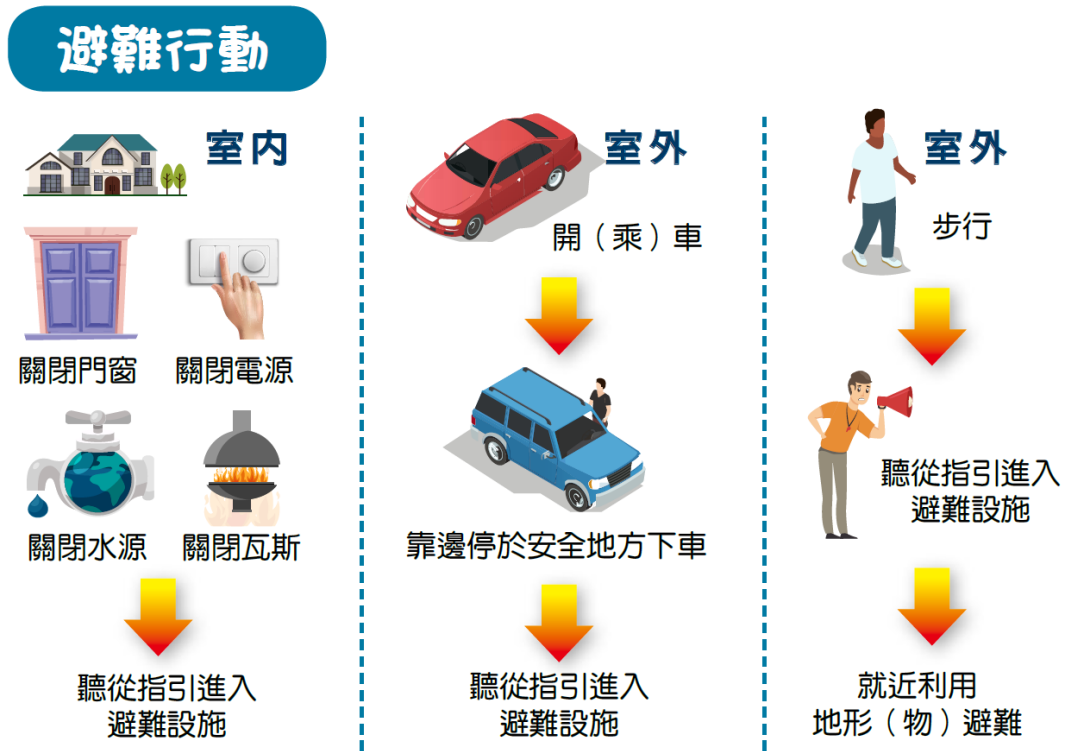 避難行動
室內
關閉門窗
關閉電源
關閉水源
關閉瓦斯
聽從指引進入
避難設施
室外
開（乘）車
靠邊停於安全地方下車
聽從指引進入
避難設施
室外
步行
聽從指引進入
避難設施
就近利用
地形（物）避難